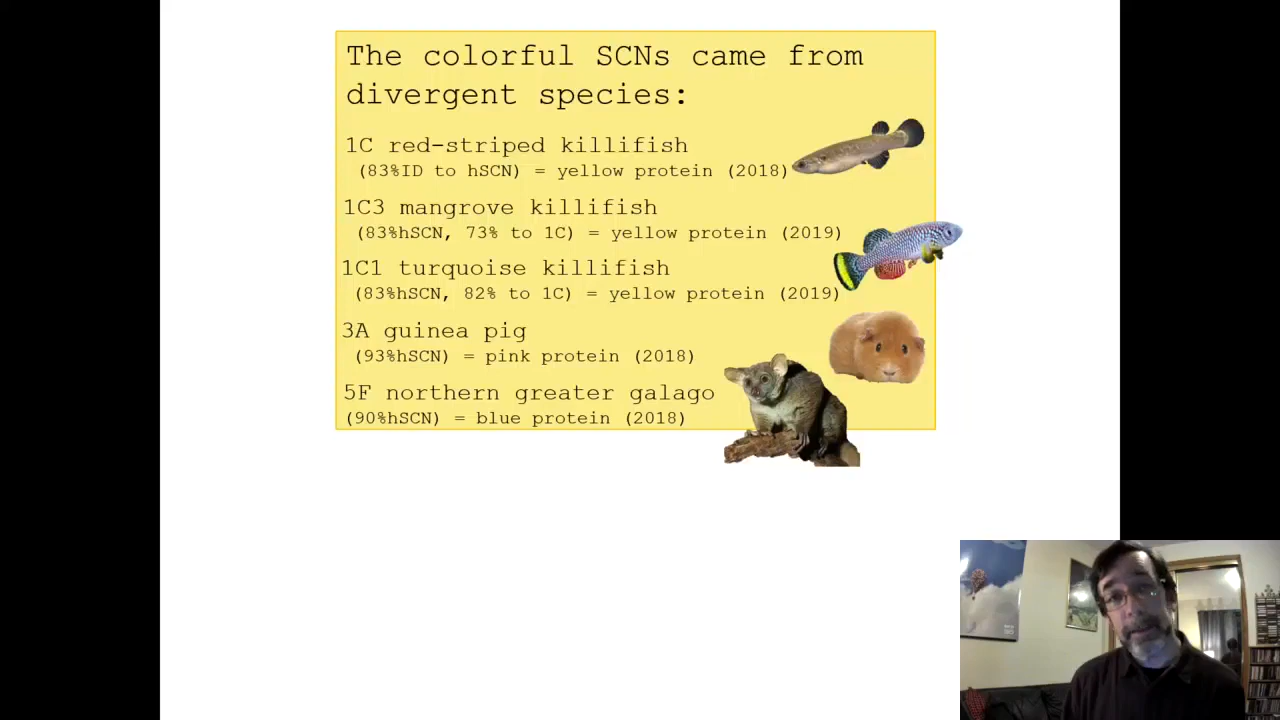 The colorful SCNs came from
divergent species:
1C red-striped killifish
(83%ID to hSCN) = yellow protein (2018)
1C3 mangrove killifish
(83%hSCN, 73% to 1C) = yellow protein (2019)
1C1 turquoise killifish
(83%hSCN, 82% to 1C) = yellow protein (2019)
3A guinea pig
(93%hSCN) = pink protein (2018)
5F northern greater galago
(90%hSCN) = blue protein (2018)